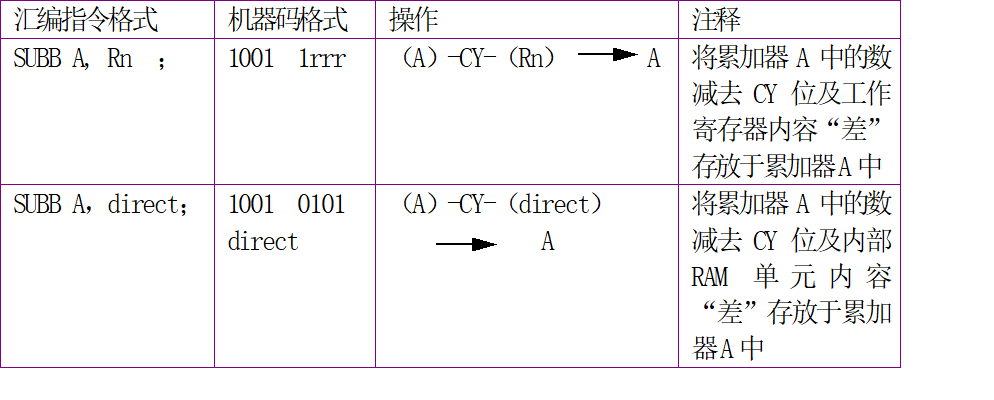 汇编指令格式 机器码格式 操作 注释
SUBB A, Rn ； 1001 1rrr （A）-CY-（Rn） A 将累加器 A 中的数
减去 CY 位及工作
寄存器内容“差”
存放于累加器 A 中
SUBB A，direct； 1001 0101 （A）-CY-（direct） 将累加器 A 中的数
direct A 减去 CY 位及内部
RAM 单元内容
“差”存放于累加
器 A 中